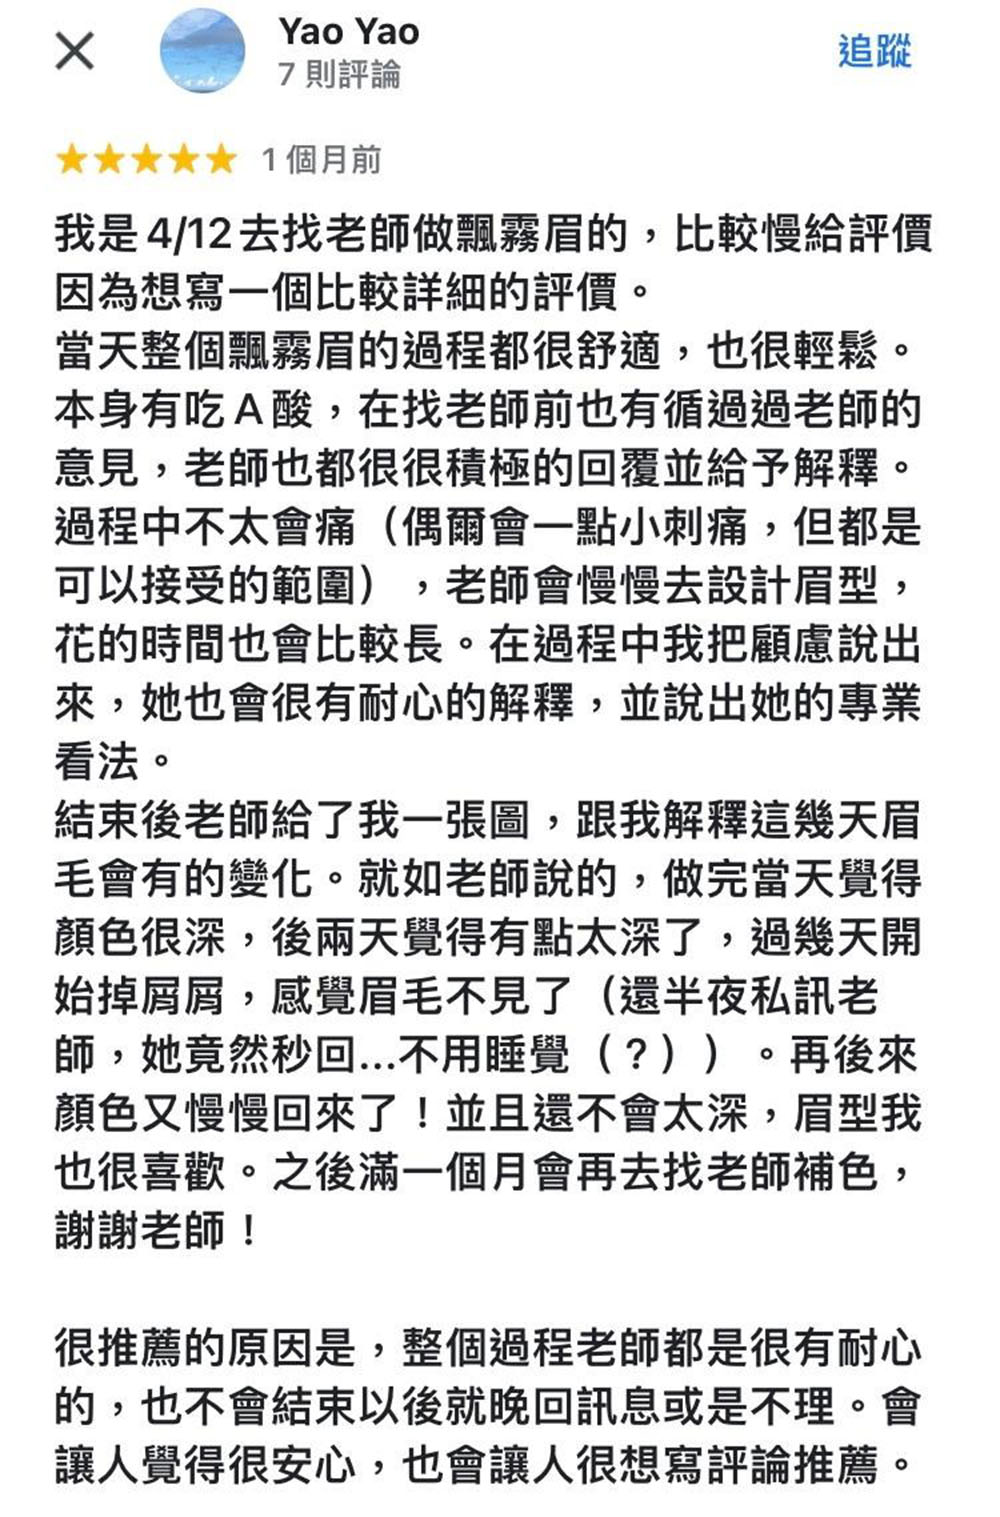 Yao Yao
7 則評論
追蹤
1 個月前
我是 4/12 去找老師做飄霧眉的，比較慢給評價
因為想寫一個比較詳細的評價。
當天整個飄霧眉的過程都很舒適，也很輕鬆。
本身有吃 A 酸，在找老師前也有循過過老師的
意見，老師也都很很積極的回覆並給予解釋。
過程中不太會痛（偶爾會一點小刺痛，但都是
可以接受的範圍），老師會慢慢去設計眉型，
花的時間也會比較長。在過程中我把顧慮說出
來，她也會很有耐心的解釋，並說出她的專業
看法。
結束後老師給了我一張圖，跟我解釋這幾天眉
毛會有的變化。就如老師說的，做完當天覺得
顏色很深，後兩天覺得有點太深了，過幾天開
始掉屑屑，感覺眉毛不見了（還半夜私訊老
師，她竟然秒回...不用睡覺（?））。再後來
顏色又慢慢回來了！並且還不會太深，眉型我
也很喜歡。之後滿一個月會再去找老師補色，
謝謝老師！
很推薦的原因是，整個過程老師都是很有耐心
的，也不會結束以後就晚回訊息或是不理。會
讓人覺得很安心，也會讓人很想寫評論推薦。